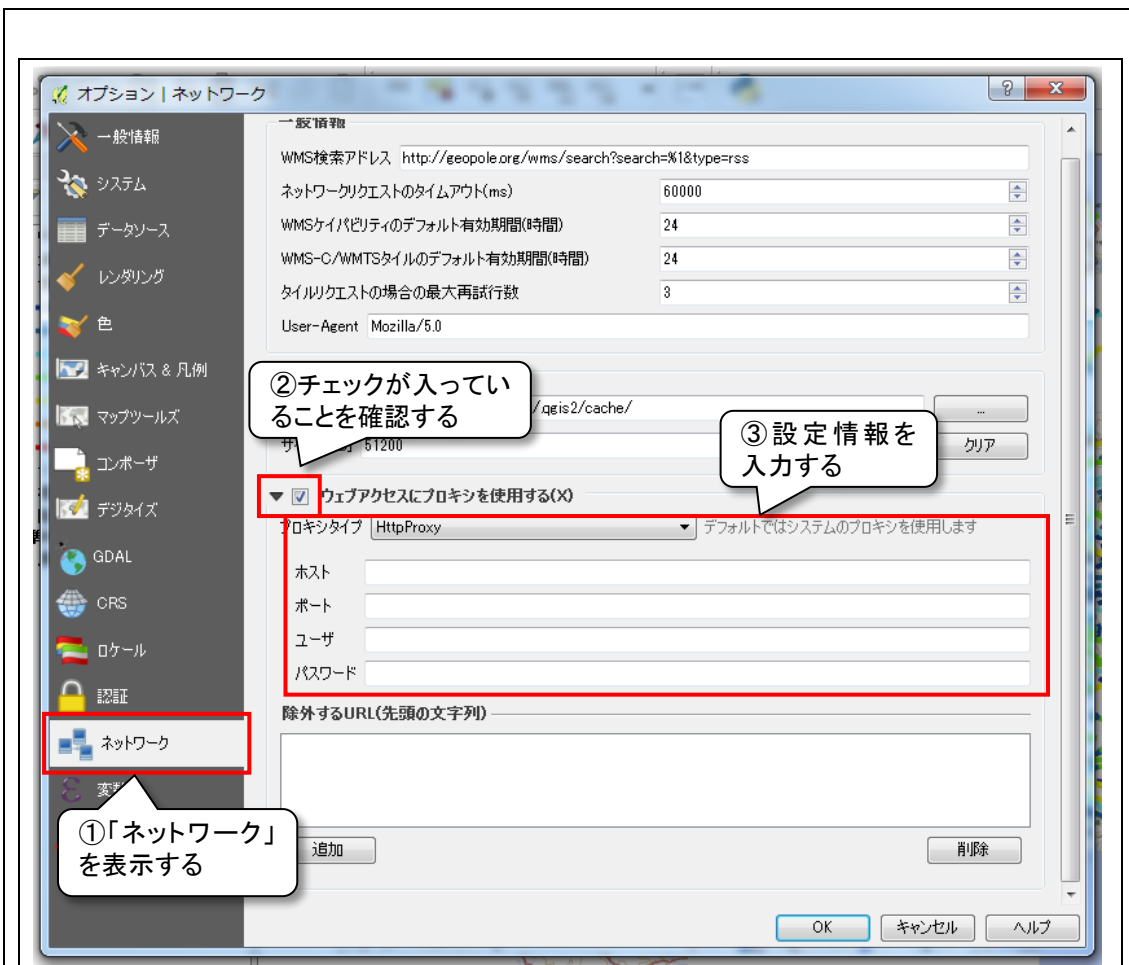 オプション | ネットワーク
一般情報
システム
データソース
レンダリング
色
キャンバス & 凡例
マップツールズ
コンポーザ
デジタイズ
GDAL
CRS
ロケール
認証
ネットワーク
①「ネットワーク」
を表示する
一般情報
WMS検索アドレス http://geopole.org/wms/search?search=%1&type=rss
ネットワークリクエストのタイムアウト(ms) 60000
WMSケイパビリティのデフォルト有効期間(時間) 24
WMS-C/WMTSタイルのデフォルト有効期間(時間) 24
タイルリクエストの場合の最大再試行数 3
User-Agent Mozilla/5.0
②チェックが入ってい
ることを確認する
/.qgis2/cache/ ...
51200 クリア
③設定情報を
入力する
ウェブアクセスにプロキシを使用する(X)
プロキシタイプ HttpProxy デフォルトではシステムのプロキシを使用します
ホスト
ポート
ユーザ
パスワード
除外するURL(先頭の文字列)
追加 削除
OK キャンセル ヘルプ